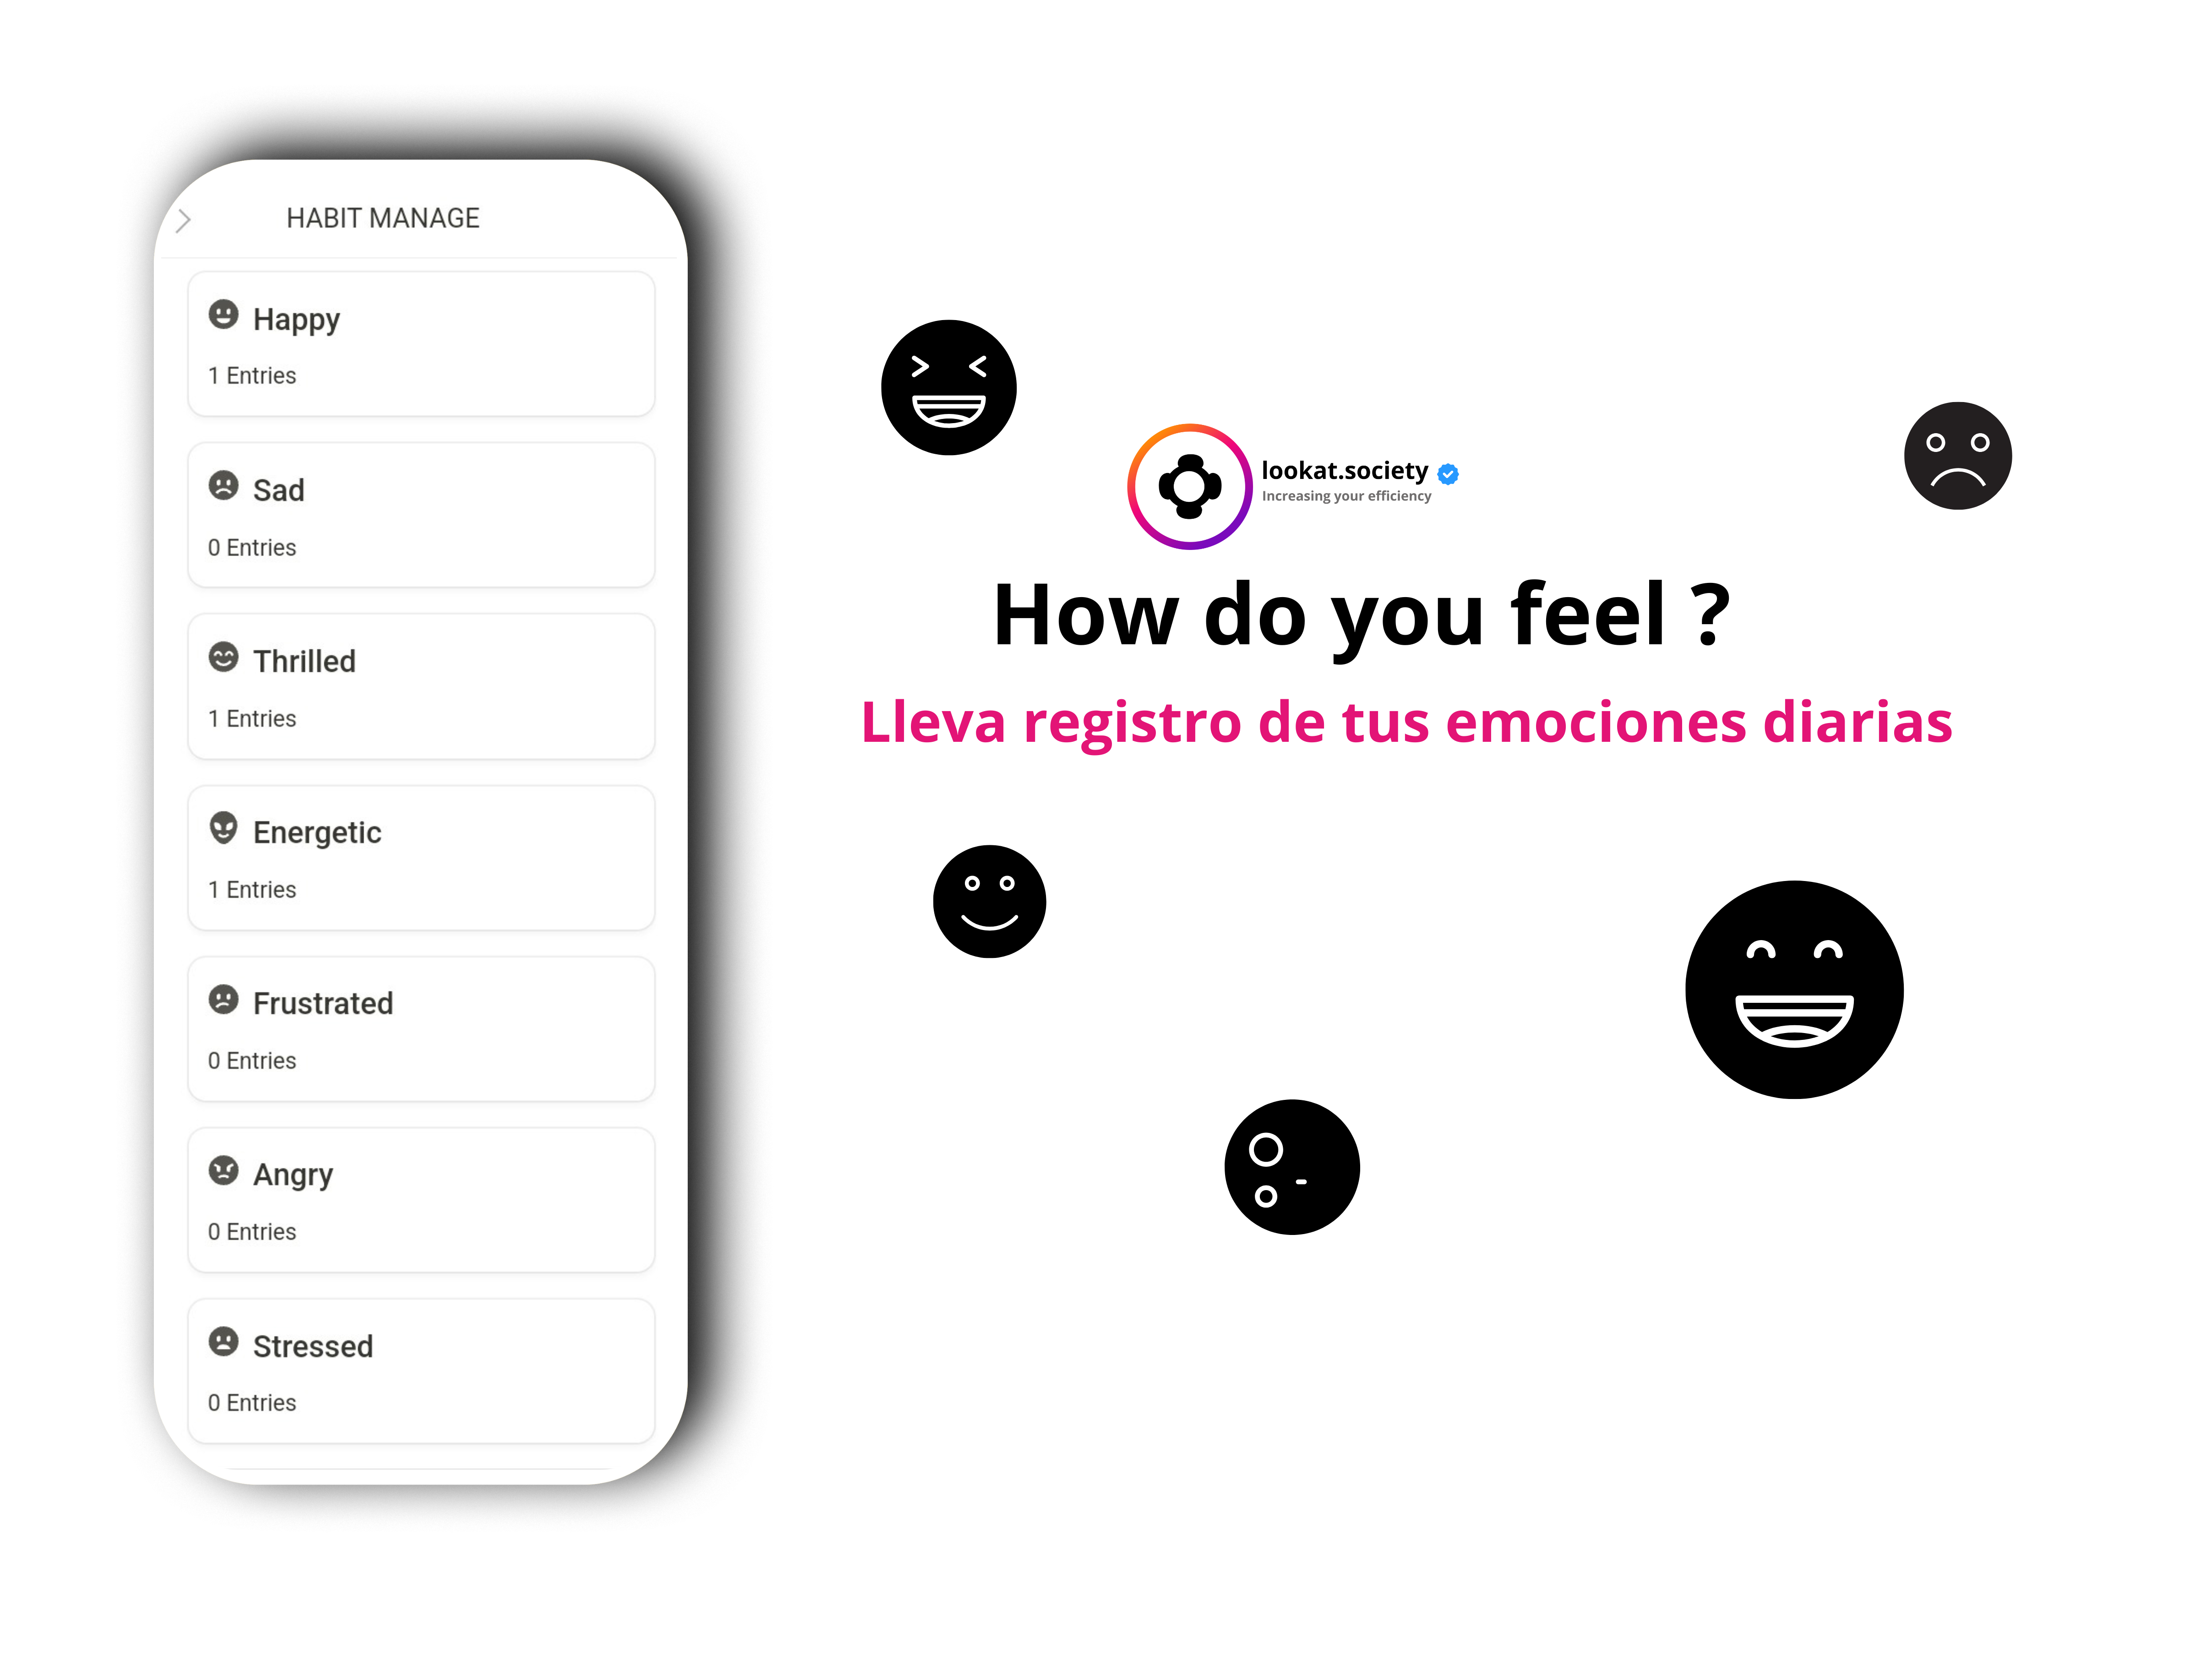 HABIT MANAGE
Happy
1 Entries
Sad
0 Entries
Thrilled
1 Entries
Energetic
1 Entries
Frustrated
0 Entries
Angry
0 Entries
Stressed
0 Entries
lookat.society
Increasing your efficiency
How do you feel ?
Lleva registro de tus emociones diarias